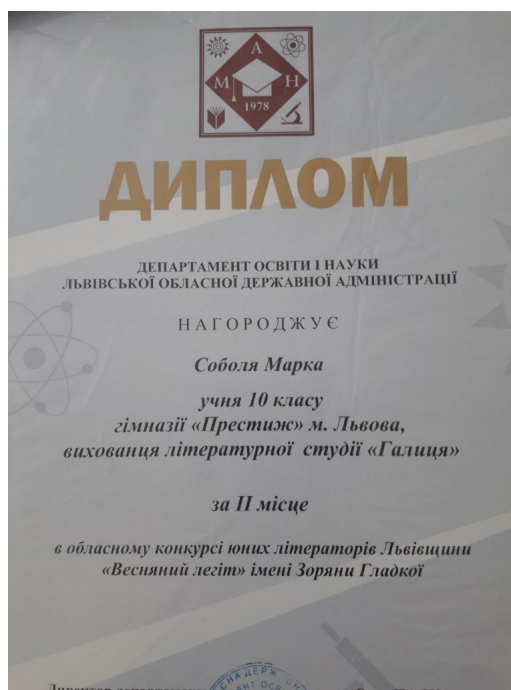 А
М Н
1978
ДИПЛОМ
ДЕПАРТАМЕНТ ОСВІТИ І НАУКИ
ЛЬВІВСЬКОЇ ОБЛАСНОЇ ДЕРЖАВНОЇ АДМІНІСТРАЦІЇ
НАГОРОДЖУЄ
Соболя Марка
учня 10 класу
гімназії «Престиж» м. Львова,
вихованця літературної студії «Галиця»
за ІІ місце
в обласному конкурсі юних літераторів Львівщини
«Весняний легіт» імені Зоряни Гладкої